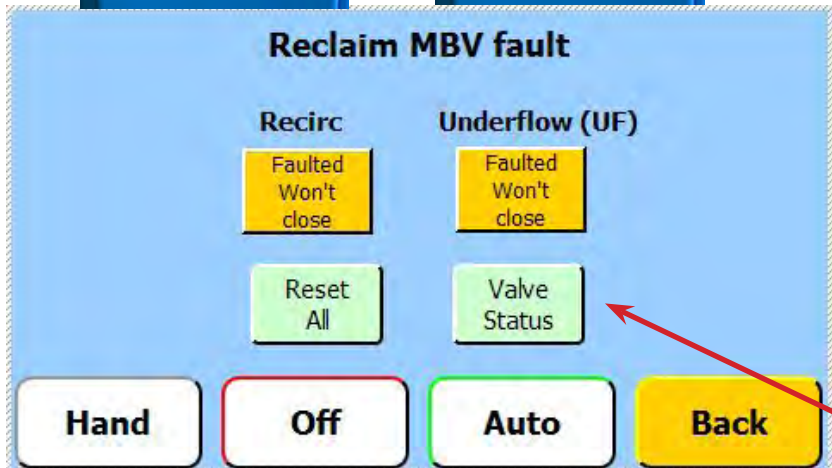 Reclaim MBV fault
Recirc Underflow (UF)
Faulted
Won't
close
Faulted
Won't
close
Reset
All
Valve
Status
Hand Off Auto Back